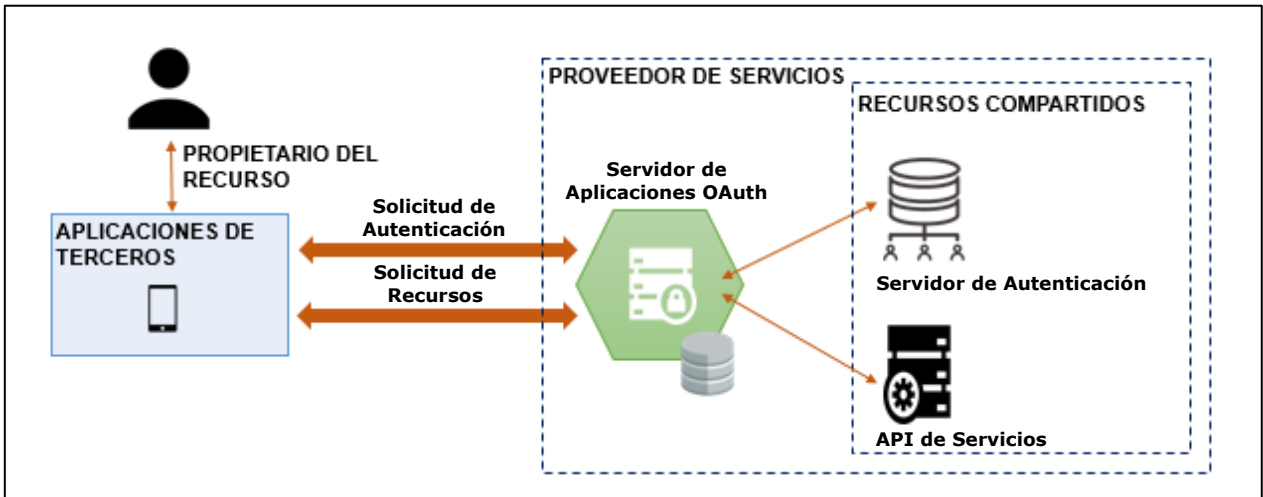 PROVEEDOR DE SERVICIOS
RECURSOS COMPARTIDOS
PROPIETARIO DEL
RECURSO
Servidor de
Aplicaciones OAuth
Solicitud de
Autenticación
APLICACIONES DE
TERCEROS
Solicitud de
Recursos
Servidor de Autenticación
API de Servicios